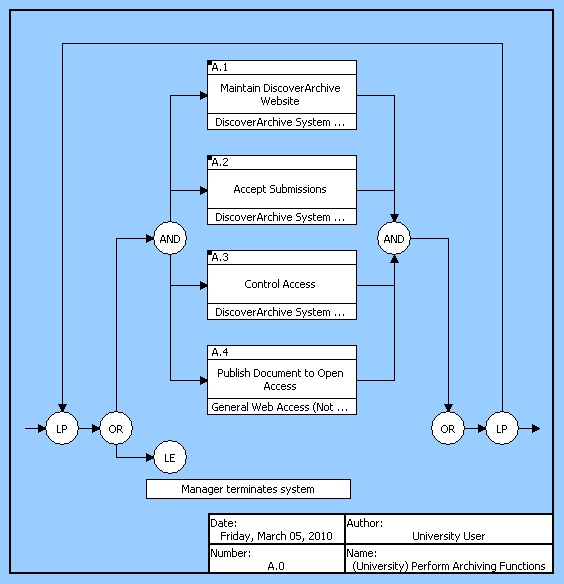 A.1
Maintain DiscoverArchive
Website
DiscoverArchive System ...
A.2
Accept Submissions
DiscoverArchive System ...
AND
AND
A.3
Control Access
DiscoverArchive System ...
A.4
Publish Document to Open
Access
General Web Access (Not ...
LP
OR
OR
LP
LE
Manager terminates system
Date:
Friday, March 05, 2010
Author:
University User
Number:
A.0
Name:
(University) Perform Archiving Functions